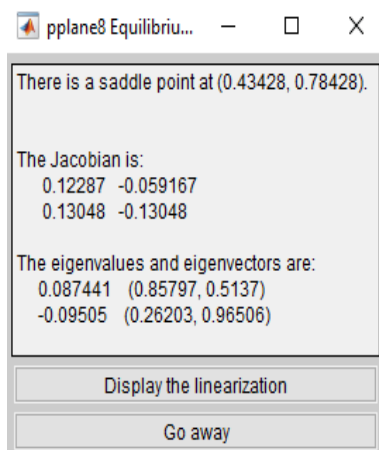 pplane8 Equilibriu...
There is a saddle point at (0.43428, 0.78428).
The Jacobian is:
0.12287 -0.059167
0.13048 -0.13048
The eigenvalues and eigenvectors are:
0.087441 (0.85797, 0.5137)
-0.09505 (0.26203, 0.96506)
Display the linearization
Go away